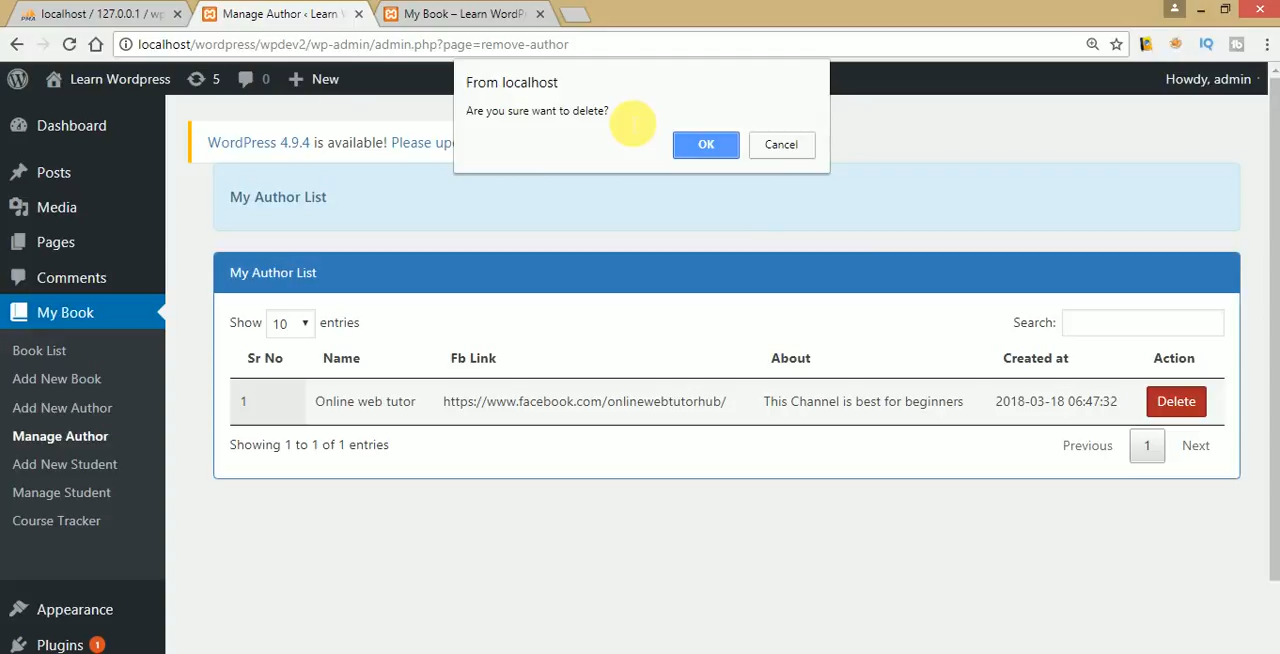 localhost / 127.0.0.1 / w
Manage Author ‹ Learn W
My Book – Learn WordPr
localhost/wordpress/wpdev2/wp-admin/admin.php?page=remove-author
Learn Wordpress 5 0 New Howdy, admin
From localhost
Are you sure want to delete?
OK Cancel
WordPress 4.9.4 is available! Please up
My Author List
My Author List
Show 10 entries Search:
Sr No Name Fb Link About Created at Action
1 Online web tutor https://www.facebook.com/onlinewebtutorhub/ This Channel is best for beginners 2018-03-18 06:47:32 Delete
Showing 1 to 1 of 1 entries Previous 1 Next
Dashboard
Posts
Media
Pages
Comments
My Book
Book List
Add New Book
Add New Author
Manage Author
Add New Student
Manage Student
Course Tracker
Appearance
Plugins 1